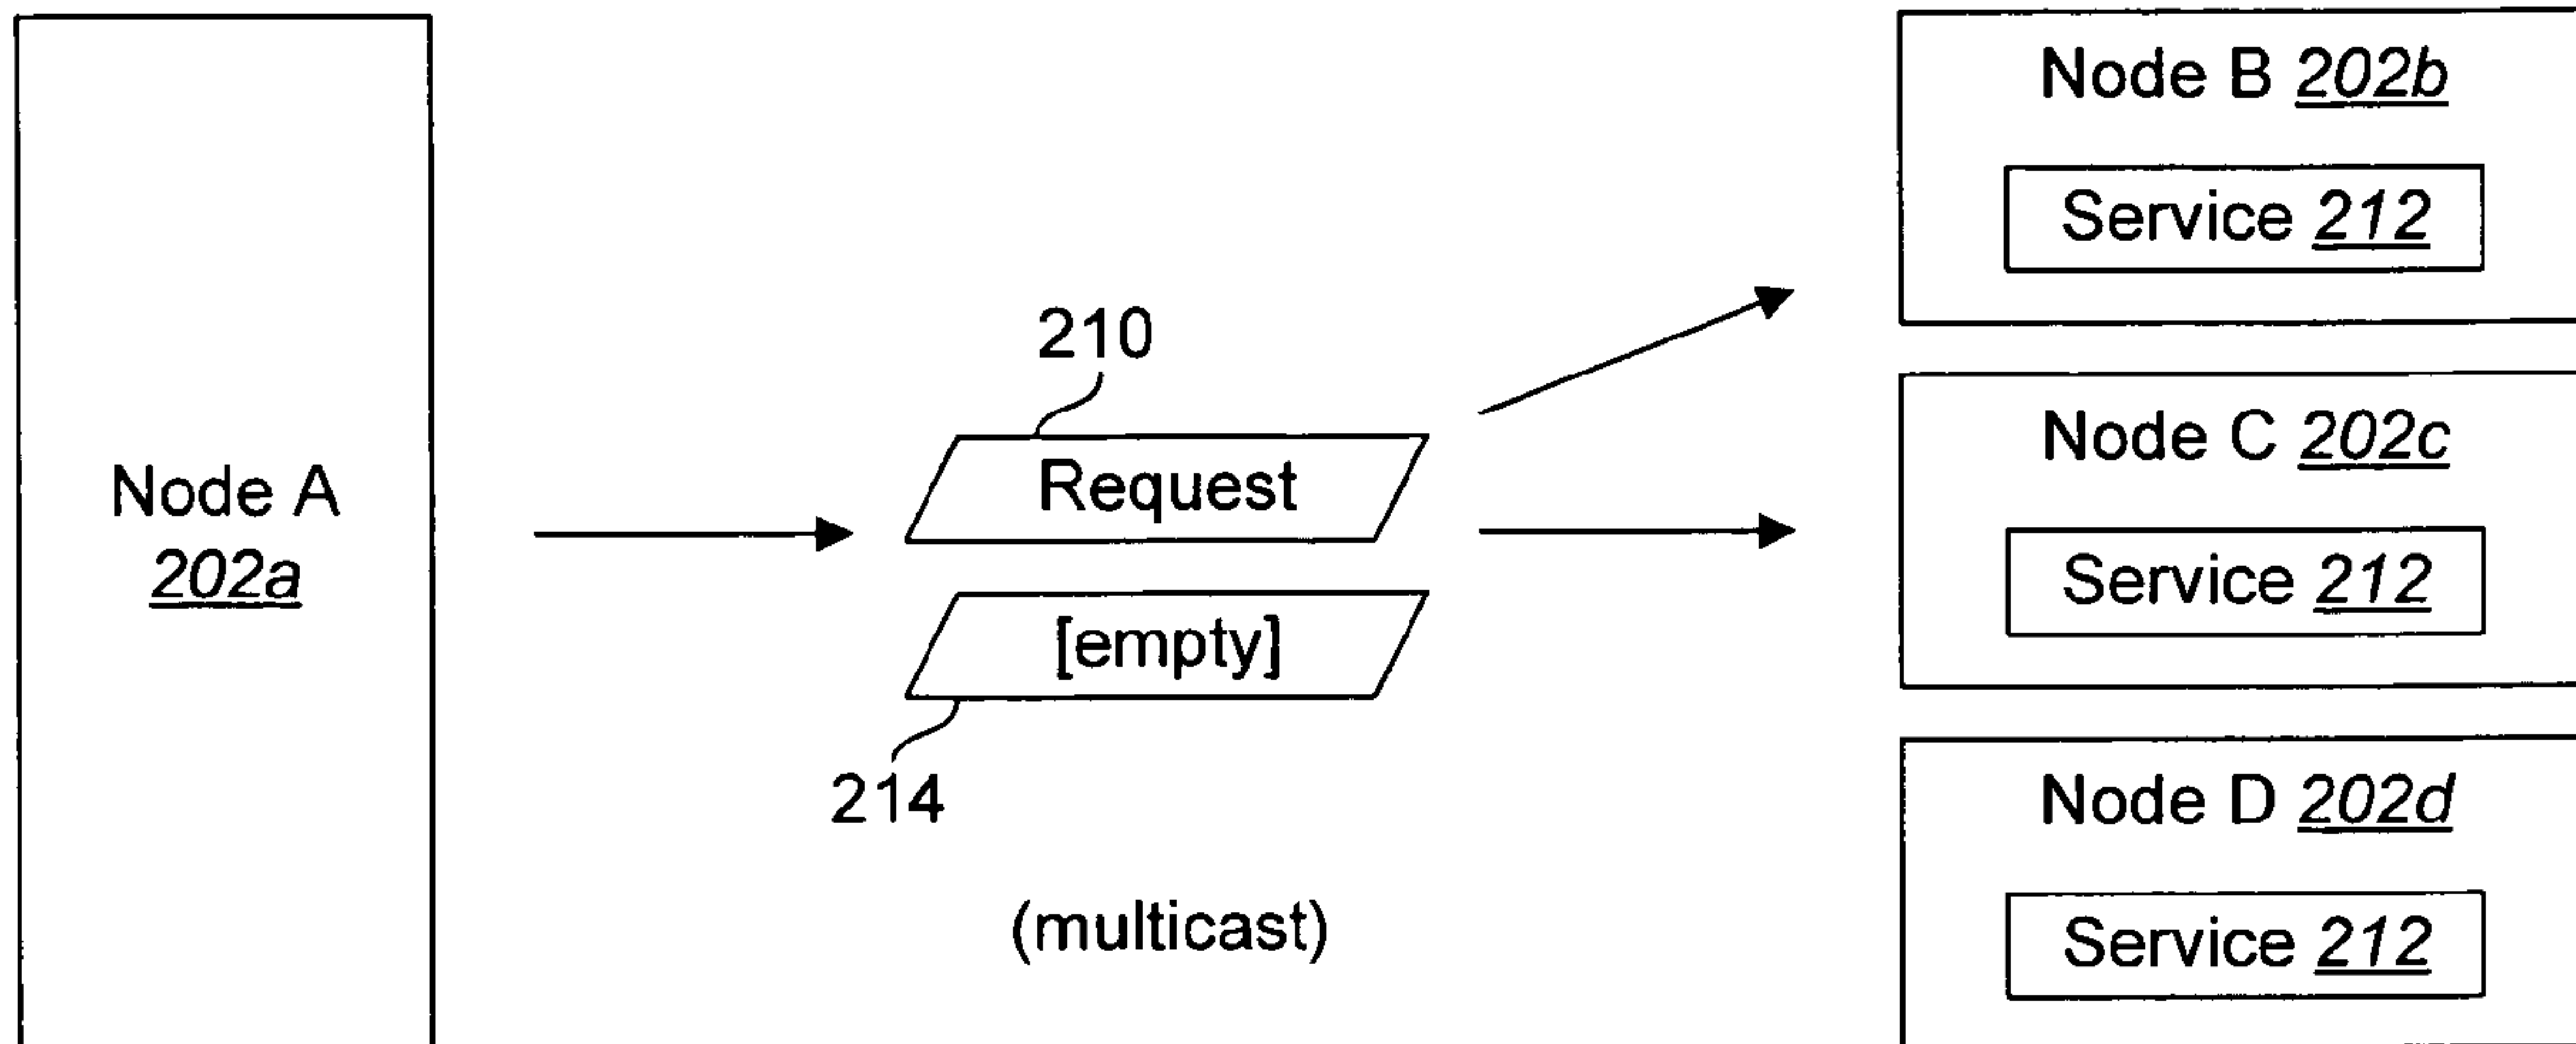 Node A
202a
210
Request
[empty]
214
(multicast)
Node B 202b
Service 212
Node C 202c
Service 212
Node D 202d
Service 212